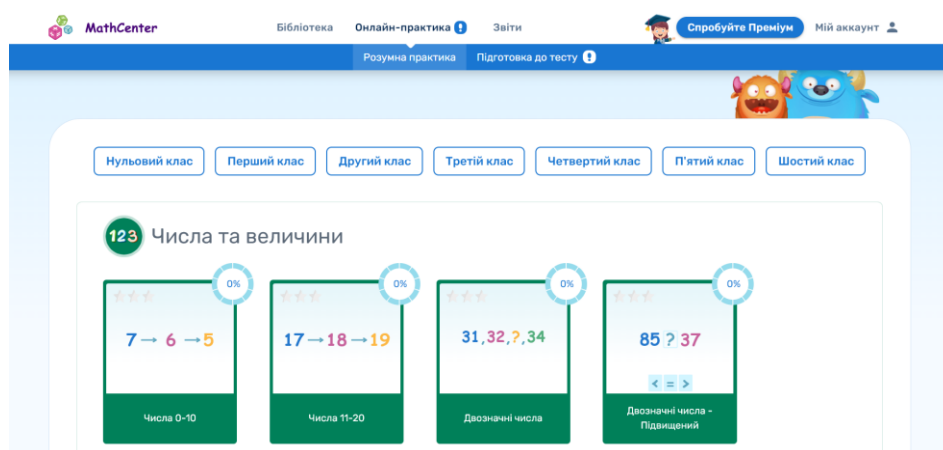 MathCenter
Бібліотека
Онлайн-практика !
Звіти
Спробуйте Преміум
Мій аккаунт
Розумна практика
Підготовка до тесту !
Нульовий клас
Перший клас
Другий клас
Третій клас
Четвертий клас
П'ятий клас
Шостий клас
123 Числа та величини
0%
7→ 6 →5
Числа 0-10
0%
17→18→19
Числа 11-20
0%
31,32,?,34
Двозначні числа
0%
85 ? 37
< = >
Двозначні числа -
Підвищений